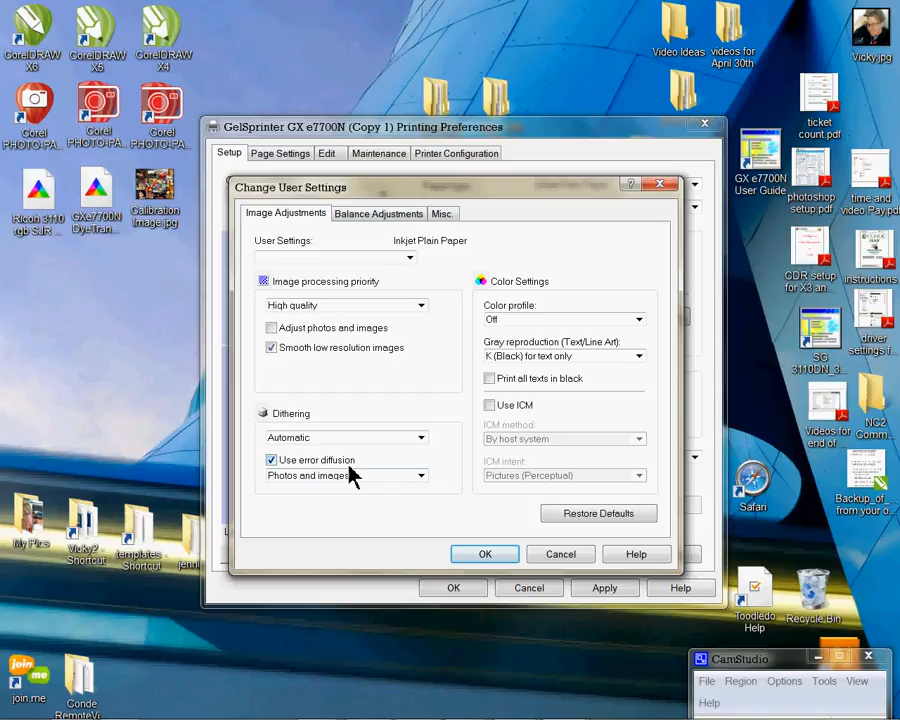 CorelDRAW X6
CorelDRAW X5
CorelDRAW X4
Corel PHOTO-PA...
Corel PHOTO-PA...
Corel PHOTO-PA...
Ricoh 3110 rgb SJR ...
GXe7700N DyeTran...
Calibration Image.jpg
My Pics
Vicky2 - Shortcut
templates - Shortcut
join.me
Conde RemoteVi...
Video Ideas
videos for April 30th
Vicky.jpg
ticket count.pdf
GX e7700N User Guide
photoshop setup.pdf
time and video Pay.pdf
CDR setup for X3 an...
instructions.
SG 3110DN_3...
driver settings f...
Videos for end of ...
NC2 Comm...
Safari
Backup_of_ from your o...
Toodledo Help
Recycle Bin
GelSprinter GX e7700N (Copy 1) Printing Preferences
Setup
Page Settings
Edit
Maintenance
Printer Configuration
Change User Settings
Image Adjustments
Balance Adjustments
Misc.
User Settings:
Inkjet Plain Paper
Image processing priority
High quality
Adjust photos and images
Smooth low resolution images
Dithering
Automatic
Use error diffusion
Photos and images
Color Settings
Color profile:
Off
Gray reproduction (Text/Line Art):
K (Black) for text only
Print all texts in black
Use ICM
ICM method:
By host system
ICM intent:
Pictures (Perceptual)
Restore Defaults
OK
Cancel
Help
OK
Cancel
Apply
Help
CamStudio
File Region Options Tools View
Help